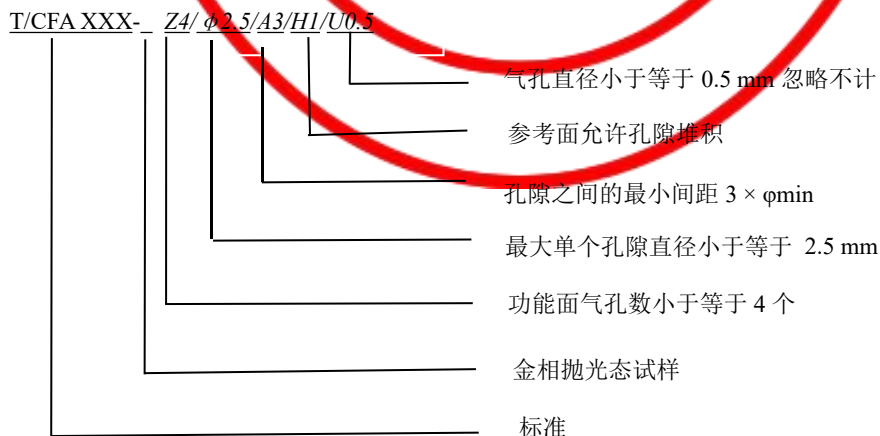 T/CFA XXX-_ Z4/φ2.5/A3/H1/U0.5
气孔直径小于等于 0.5 mm 忽略不计
参考面允许孔隙堆积
孔隙之间的最小间距 3 × φmin
最大单个孔隙直径小于等于 2.5 mm
功能面气孔数小于等于 4 个
金相抛光态试样
标准